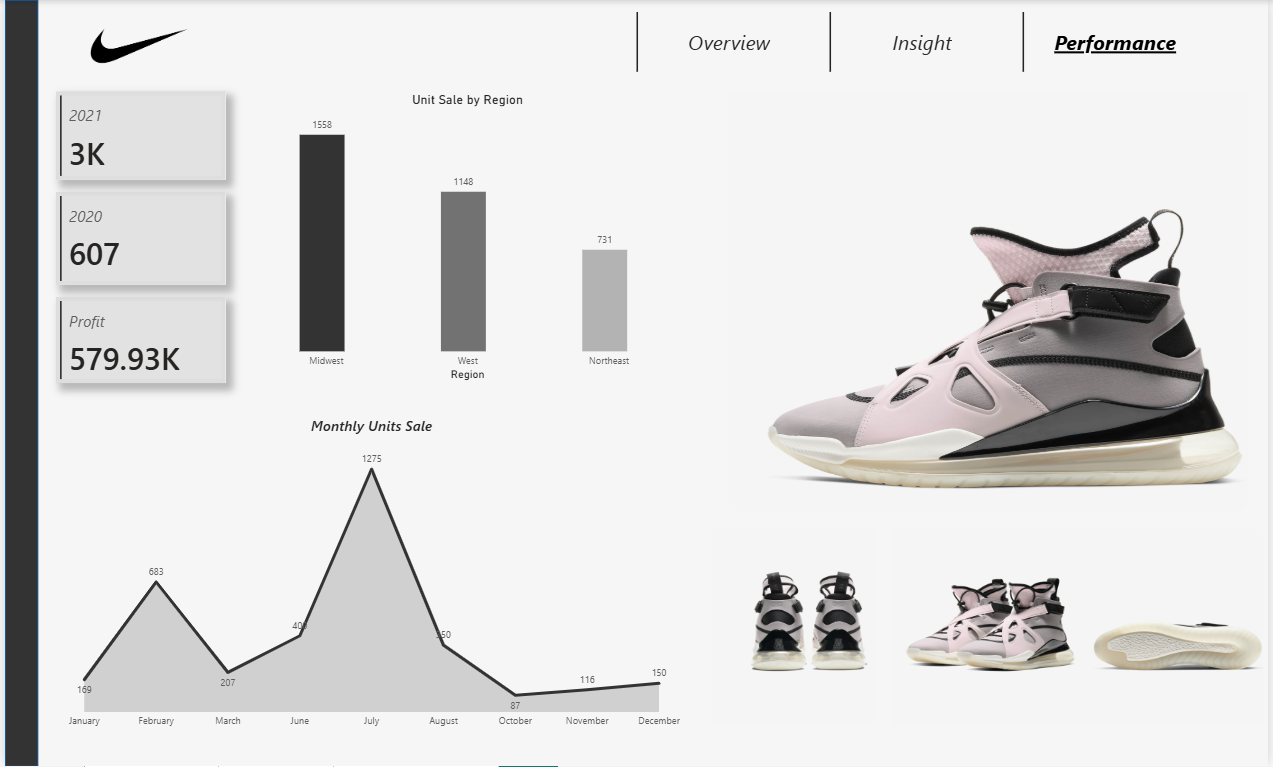 Overview
Insight
Performance
2021
3K
2020
607
Profit
579.93K
Unit Sale by Region
1558
1148
731
Midwest
West
Northeast
Region
Monthly Units Sale
1275
683
400
350
169
207
87
116
150
January
February
March
June
July
August
October
November
December